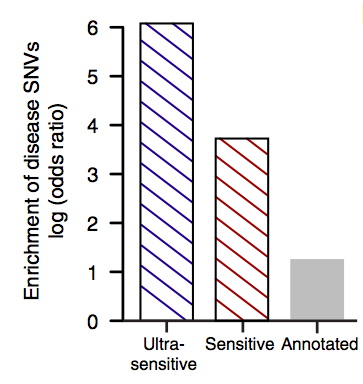 Enrichment of disease SNVs
log (odds ratio)
6
5
4
3
2
1
0
Ultra-
sensitive
Sensitive
Annotated